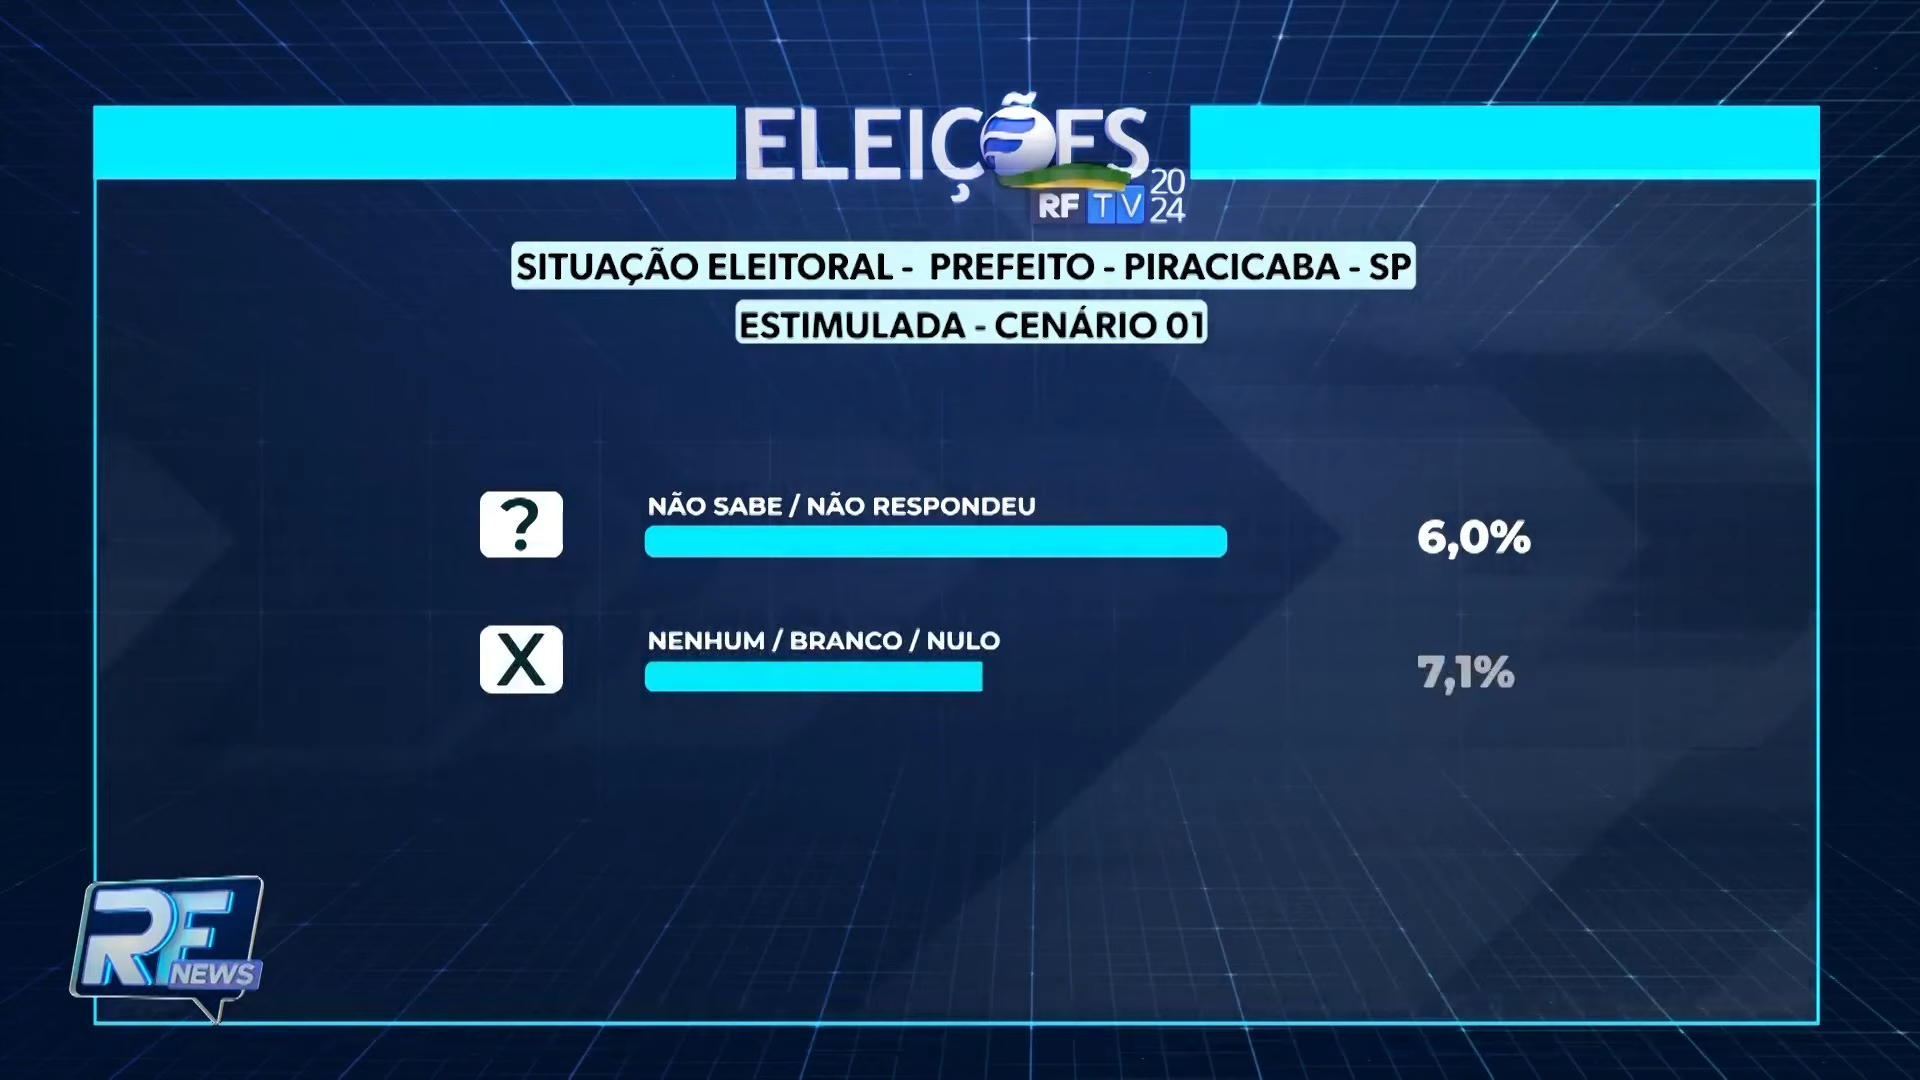 ELEIÇÕES
RF TV 2024
SITUAÇÃO ELEITORAL - PREFEITO - PIRACICABA - SP
ESTIMULADA - CENÁRIO 01
? NÃO SABE / NÃO RESPONDEU 6,0%
X NENHUM / BRANCO / NULO 7,1%
RF NEWS